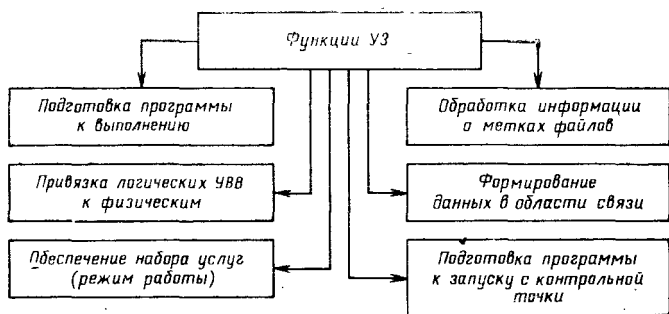 Функции УЗ
Подготовка программы
к выполнению
Обработка информации
о метках файлов
Привязка логических УВВ
к физическим
Формирование
данных в области связи
Обеспечение набора услуг
(режим работы)
Подготовка программы
к запуску с контрольной
точки